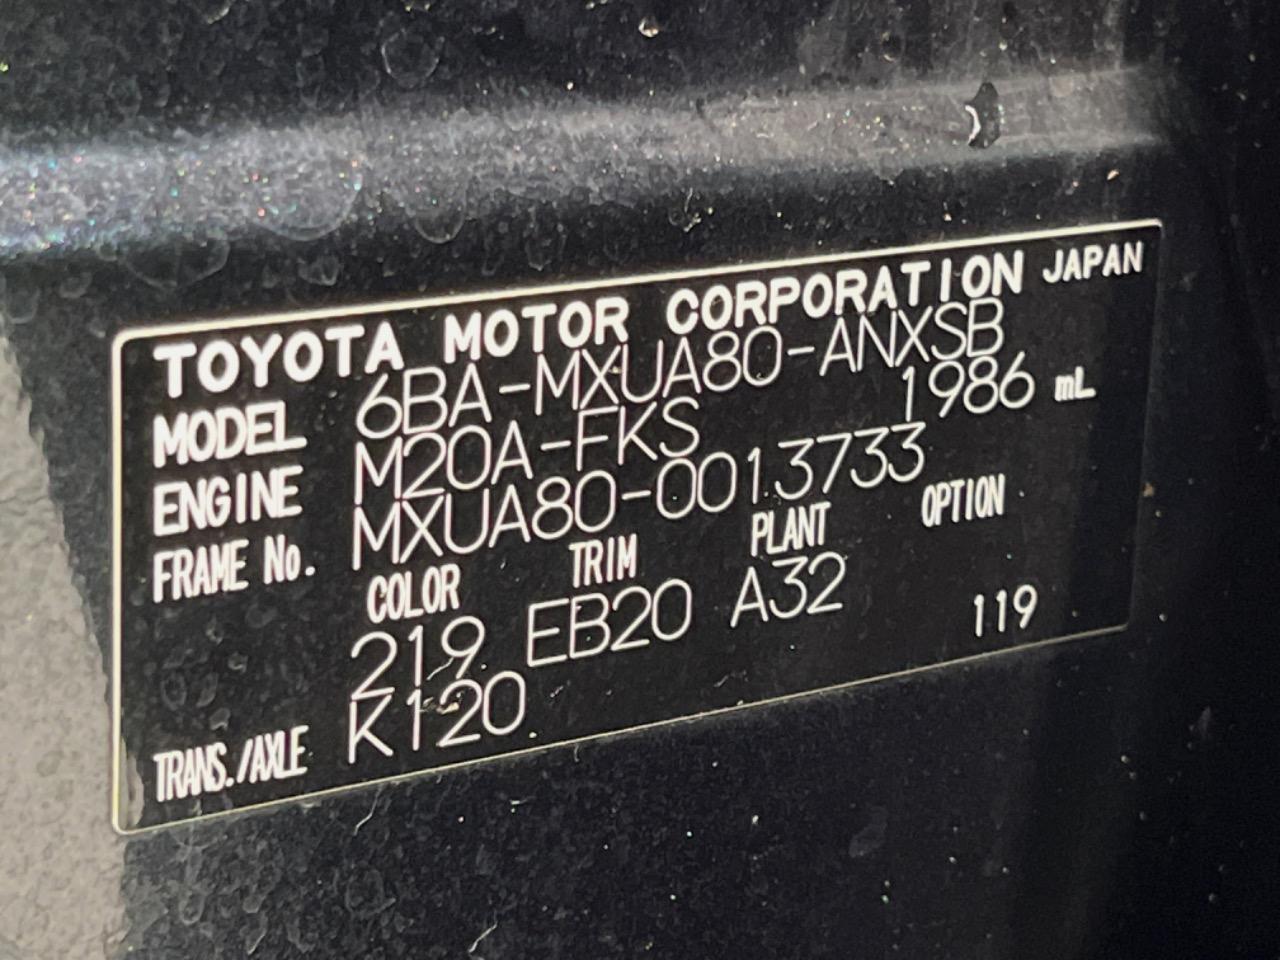 TOYOTA MOTOR CORPORATION JAPAN
MODEL 6BA-MXUA80-ANXSB
ENGINE M20A-FKS 1986 mL
FRAME No. MXUA80-0013733
COLOR TRIM PLANT OPTION
219 EB20 A32 119
TRANS./AXLE K120